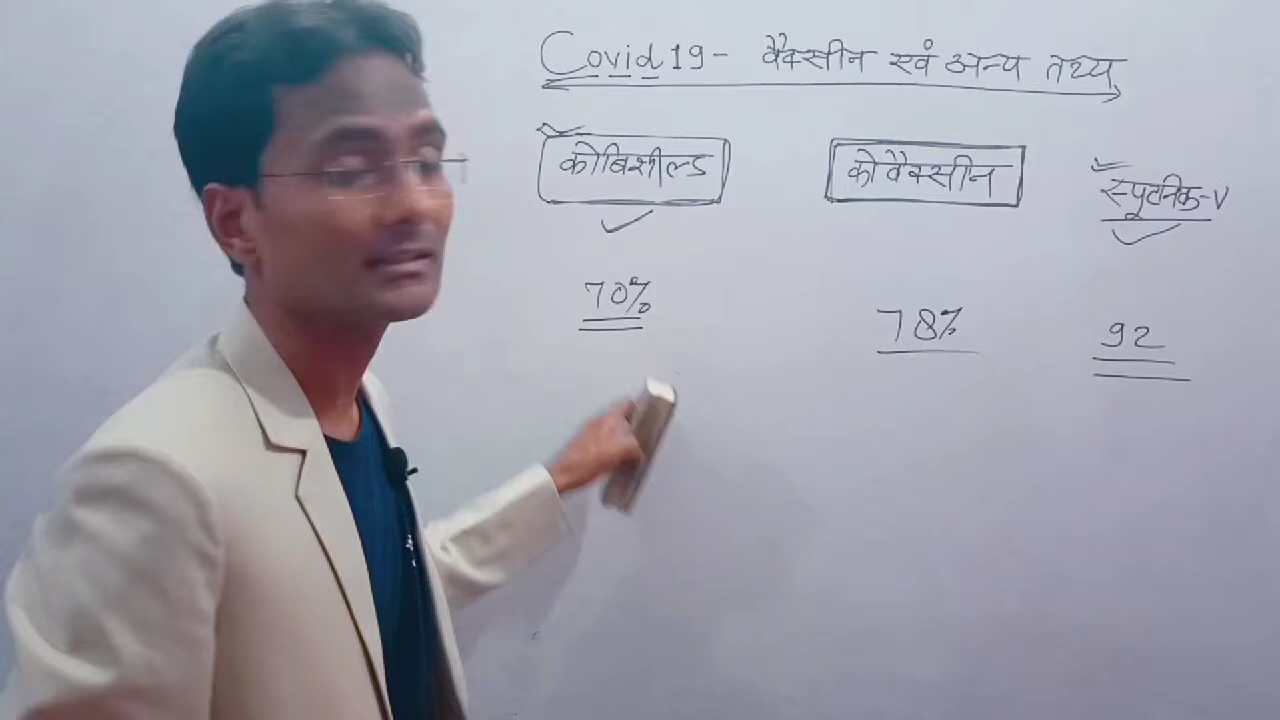 Covid 19- वैक्सीन एवं अन्य तथ्य
कोविशील्ड कोवैक्सीन स्पूतनिक-V
70% 78% 92